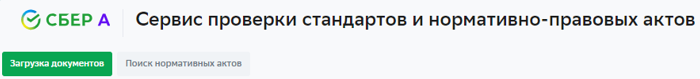 СБЕР А Сервис проверки стандартов и нормативно-правовых актов
Загрузка документов Поиск нормативных актов